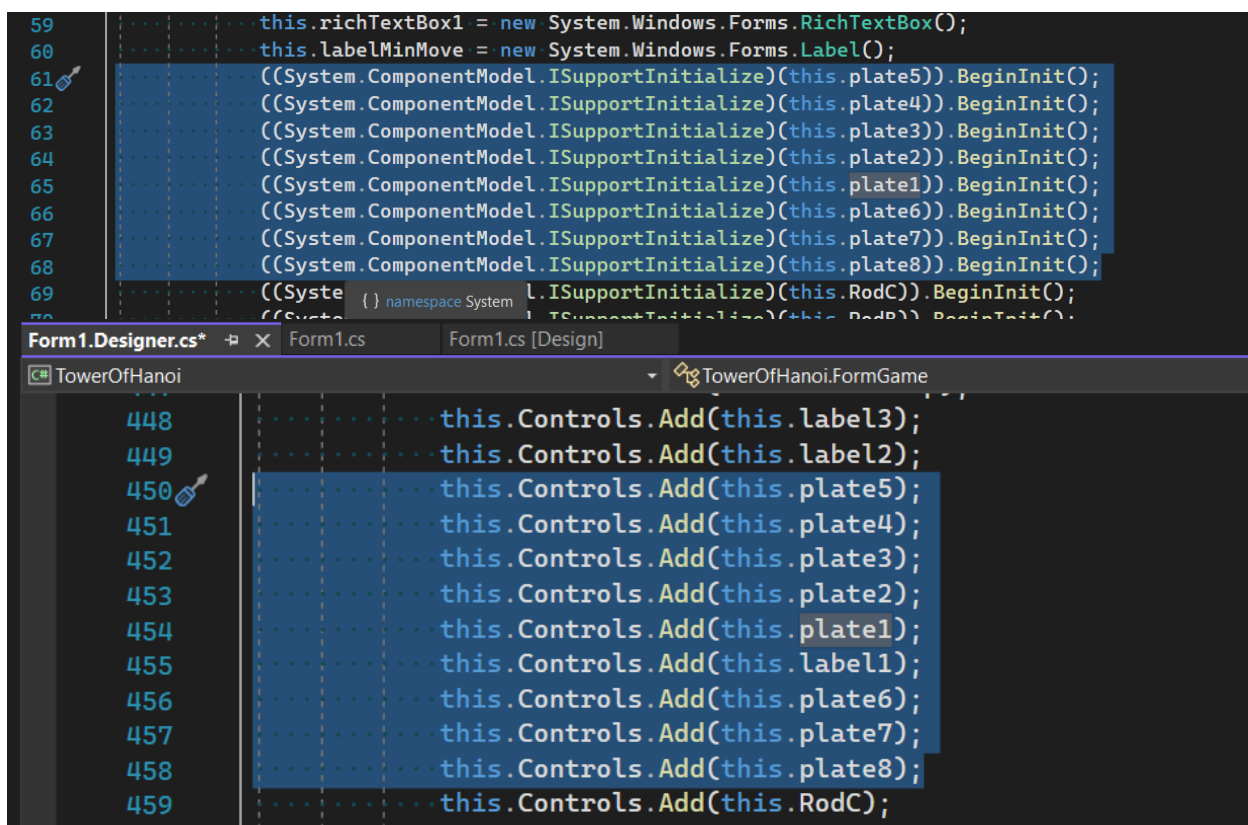 59 this.richTextBox1 = new System.Windows.Forms.RichTextBox();
60 this.labelMinMove = new System.Windows.Forms.Label();
61 ((System.ComponentModel.ISupportInitialize)(this.plate5)).BeginInit();
62 ((System.ComponentModel.ISupportInitialize)(this.plate4)).BeginInit();
63 ((System.ComponentModel.ISupportInitialize)(this.plate3)).BeginInit();
64 ((System.ComponentModel.ISupportInitialize)(this.plate2)).BeginInit();
65 ((System.ComponentModel.ISupportInitialize)(this.plate1)).BeginInit();
66 ((System.ComponentModel.ISupportInitialize)(this.plate6)).BeginInit();
67 ((System.ComponentModel.ISupportInitialize)(this.plate7)).BeginInit();
68 ((System.ComponentModel.ISupportInitialize)(this.plate8)).BeginInit();
69 ((Syste l.ISupportInitialize)(this.RodC)).BeginInit();
{ } namespace System
Form1.Designer.cs* Form1.cs Form1.cs [Design]
C# TowerOfHanoi TowerOfHanoi.FormGame
448 this.Controls.Add(this.label3);
449 this.Controls.Add(this.label2);
450 this.Controls.Add(this.plate5);
451 this.Controls.Add(this.plate4);
452 this.Controls.Add(this.plate3);
453 this.Controls.Add(this.plate2);
454 this.Controls.Add(this.plate1);
455 this.Controls.Add(this.label1);
456 this.Controls.Add(this.plate6);
457 this.Controls.Add(this.plate7);
458 this.Controls.Add(this.plate8);
459 this.Controls.Add(this.RodC);